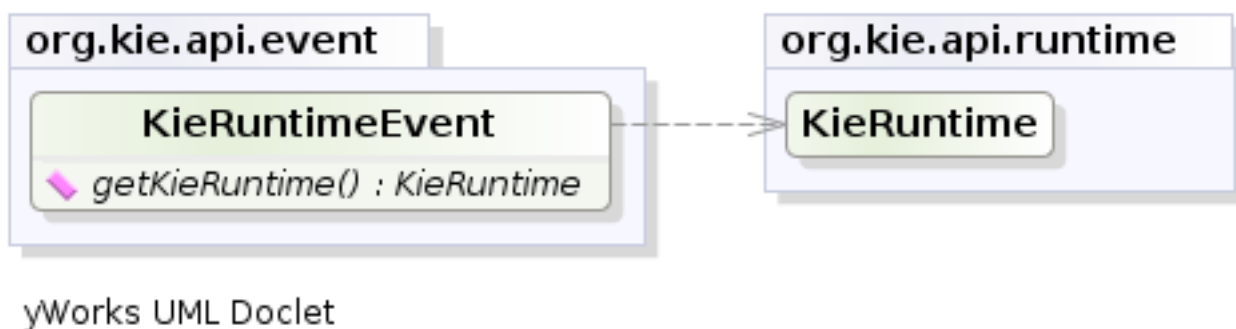 org.kie.api.event
org.kie.api.runtime
KieRuntimeEvent
KieRuntime
getKieRuntime() : KieRuntime
yWorks UML Doclet